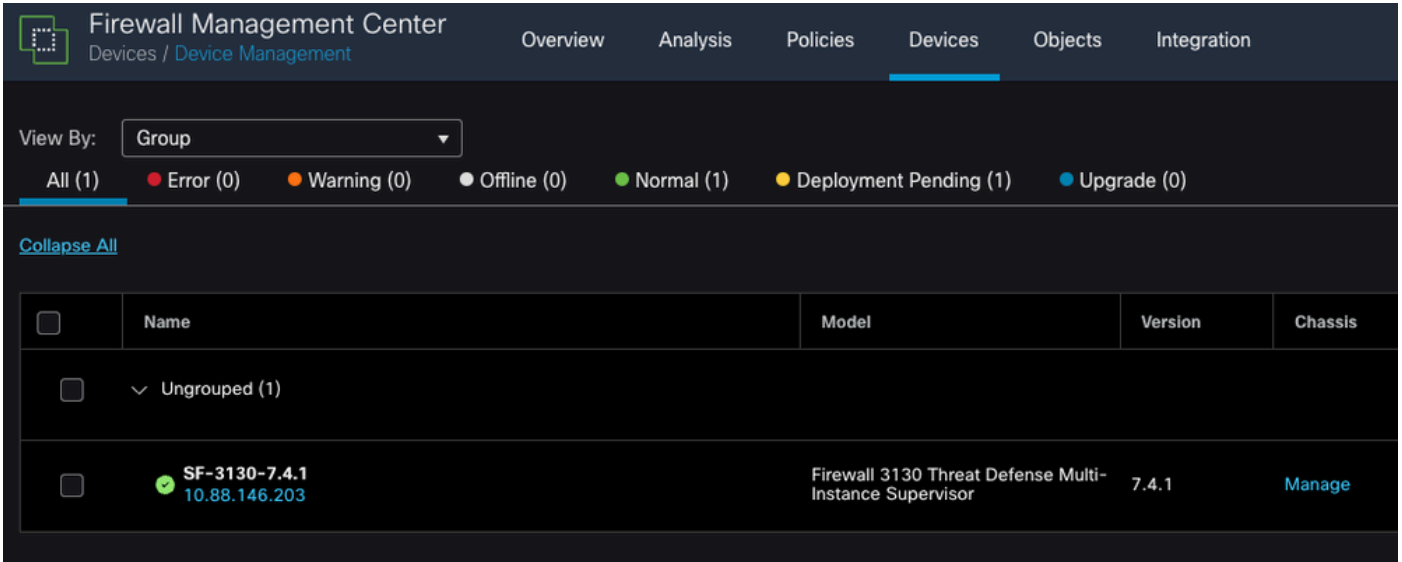 Firewall Management Center
Devices / Device Management
Overview Analysis Policies Devices Objects Integration
View By: Group
All (1) Error (0) Warning (0) Offline (0) Normal (1) Deployment Pending (1) Upgrade (0)
Collapse All
Name Model Version Chassis
Ungrouped (1)
SF-3130-7.4.1
10.88.146.203
Firewall 3130 Threat Defense Multi-
Instance Supervisor
7.4.1
Manage